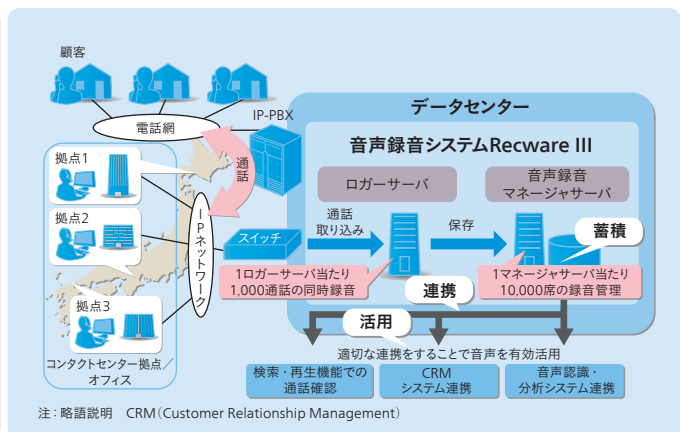 顧客
電話網
IP-PBX
通話
データセンター
音声録音システムRecware III
ロガーサーバ
音声録音
マネージャサーバ
拠点1
拠点2
拠点3
コンタクトセンター拠点／
オフィス
IPネットワーク
スイッチ
通話
取り込み
保存
蓄積
1ロガーサーバ当たり
1,000通話の同時録音
1マネージャサーバ当たり
10,000席の録音管理
連携
活用
適切な連携をすることで音声を有効活用
検索・再生機能での
通話確認
CRM
システム連携
音声認識・
分析システム連携
注：略語説明　CRM（Customer Relationship Management）